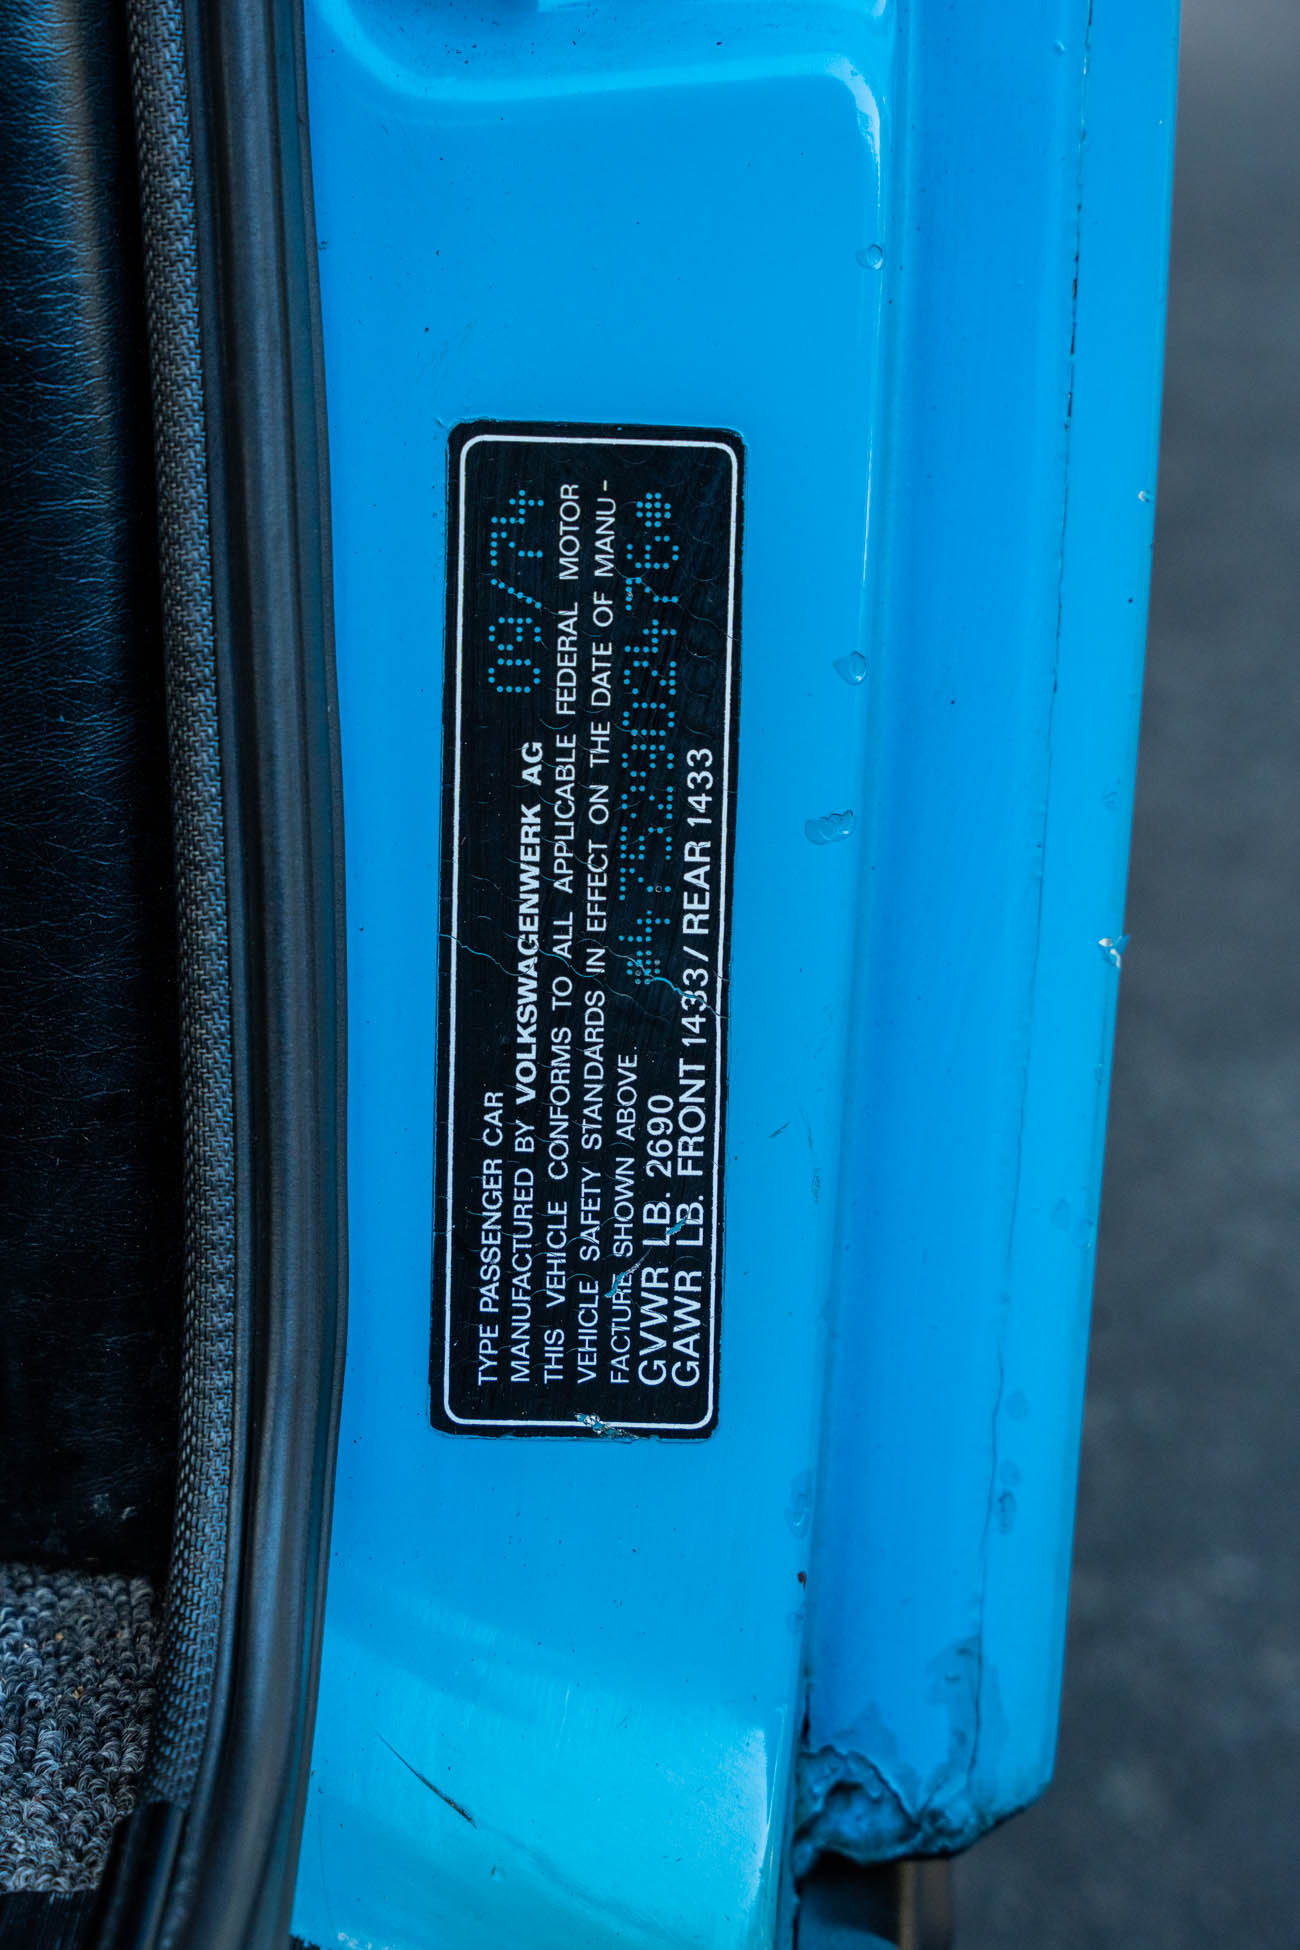 TYPE PASSENGER CAR
MANUFACTURED BY VOLKSWAGENWERK AG 09/74
THIS VEHICLE CONFORMS TO ALL APPLICABLE FEDERAL MOTOR
VEHICLE SAFETY STANDARDS IN EFFECT ON THE DATE OF MANU-
FACTURE SHOWN ABOVE.
GVWR LB. 2690 *4752902476*
GAWR LB. FRONT 1433 / REAR 1433